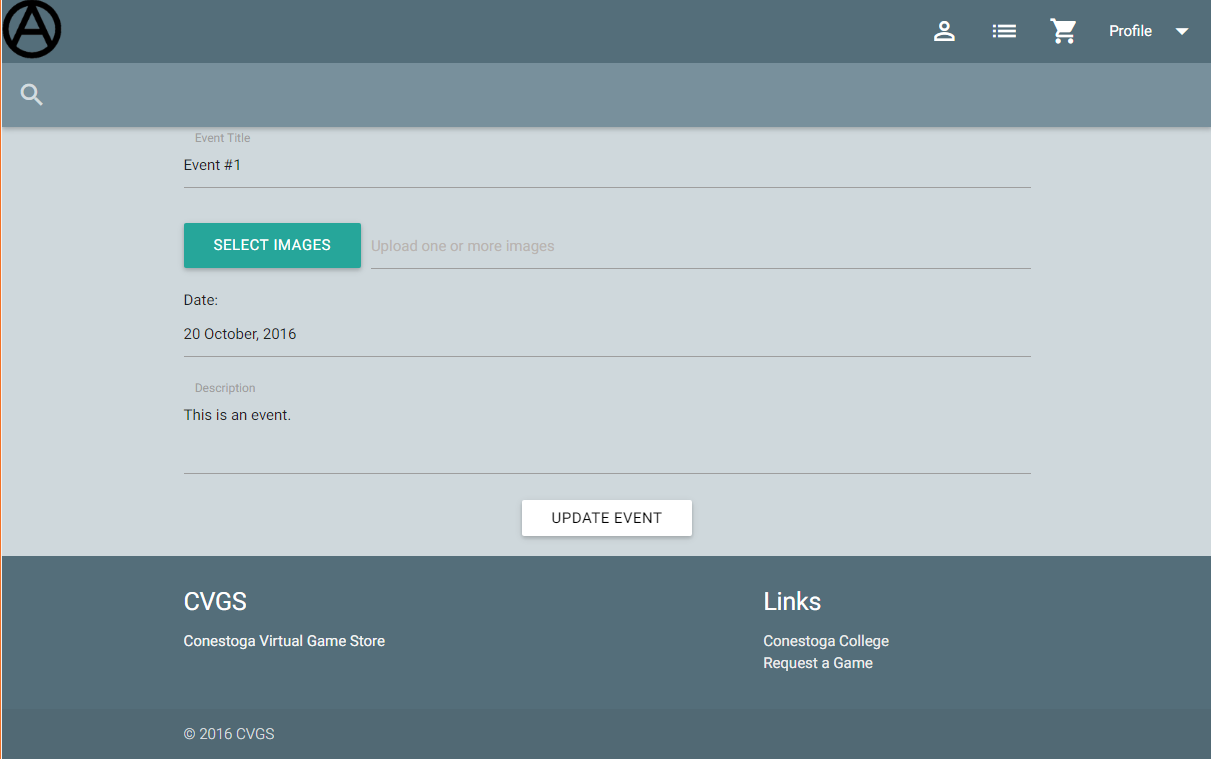 Profile
Event Title
Event #1
SELECT IMAGES Upload one or more images
Date:
20 October, 2016
Description
This is an event.
UPDATE EVENT
CVGS
Conestoga Virtual Game Store
Links
Conestoga College
Request a Game
© 2016 CVGS